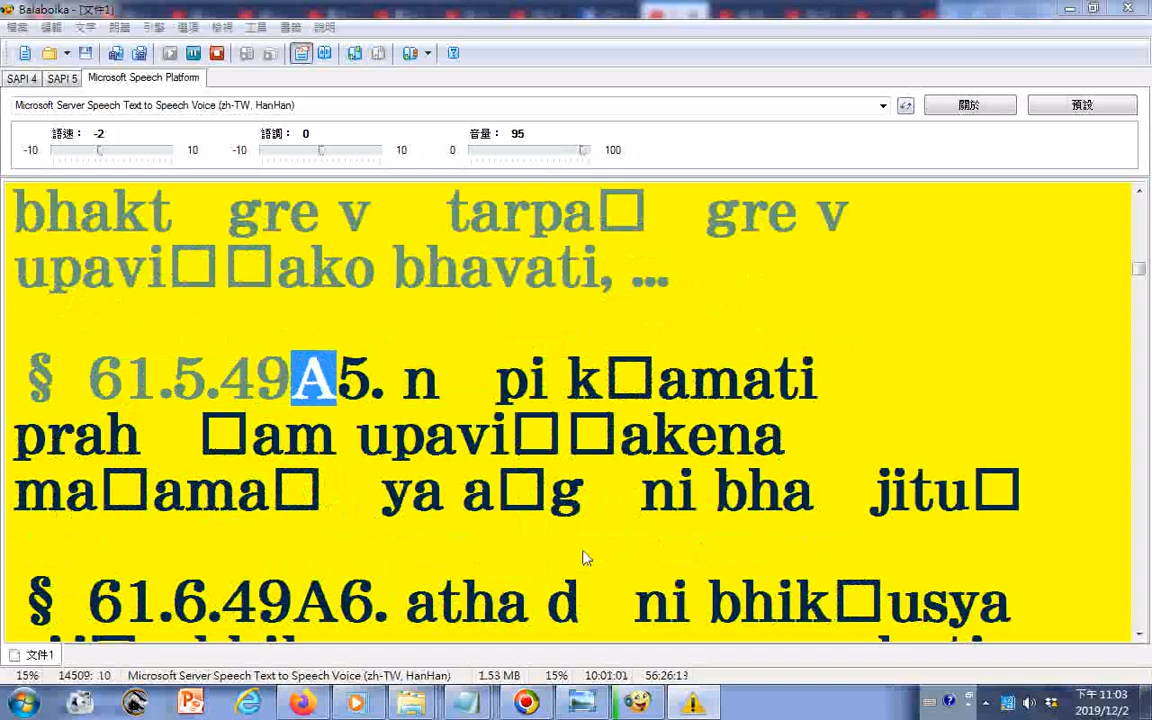 Balabolka - [文件1]
檔案 編輯 文字 朗讀 引擎 選項 檢視 工具 書籤 說明
SAPI 4 SAPI 5 Microsoft Speech Platform
Microsoft Server Speech Text to Speech Voice (zh-TW, HanHan) 關於 預設
語速： -2 語調： 0 音量： 95
-10 10 -10 10 0 100
bhakt gre v tarpa□ gre v
upavi□□ako bhavati, ...
§ 61.5.49A5. n pi k□amati
prah □am upavi□□akena
ma□ama□ ya a□g ni bha jitu□
§ 61.6.49A6. atha d ni bhik□usya
文件1
15% 14509: 10 Microsoft Server Speech Text to Speech Voice (zh-TW, HanHan) 1.53 MB 15% 10:01:01 56:26:13
下午 11:03
2019/12/2